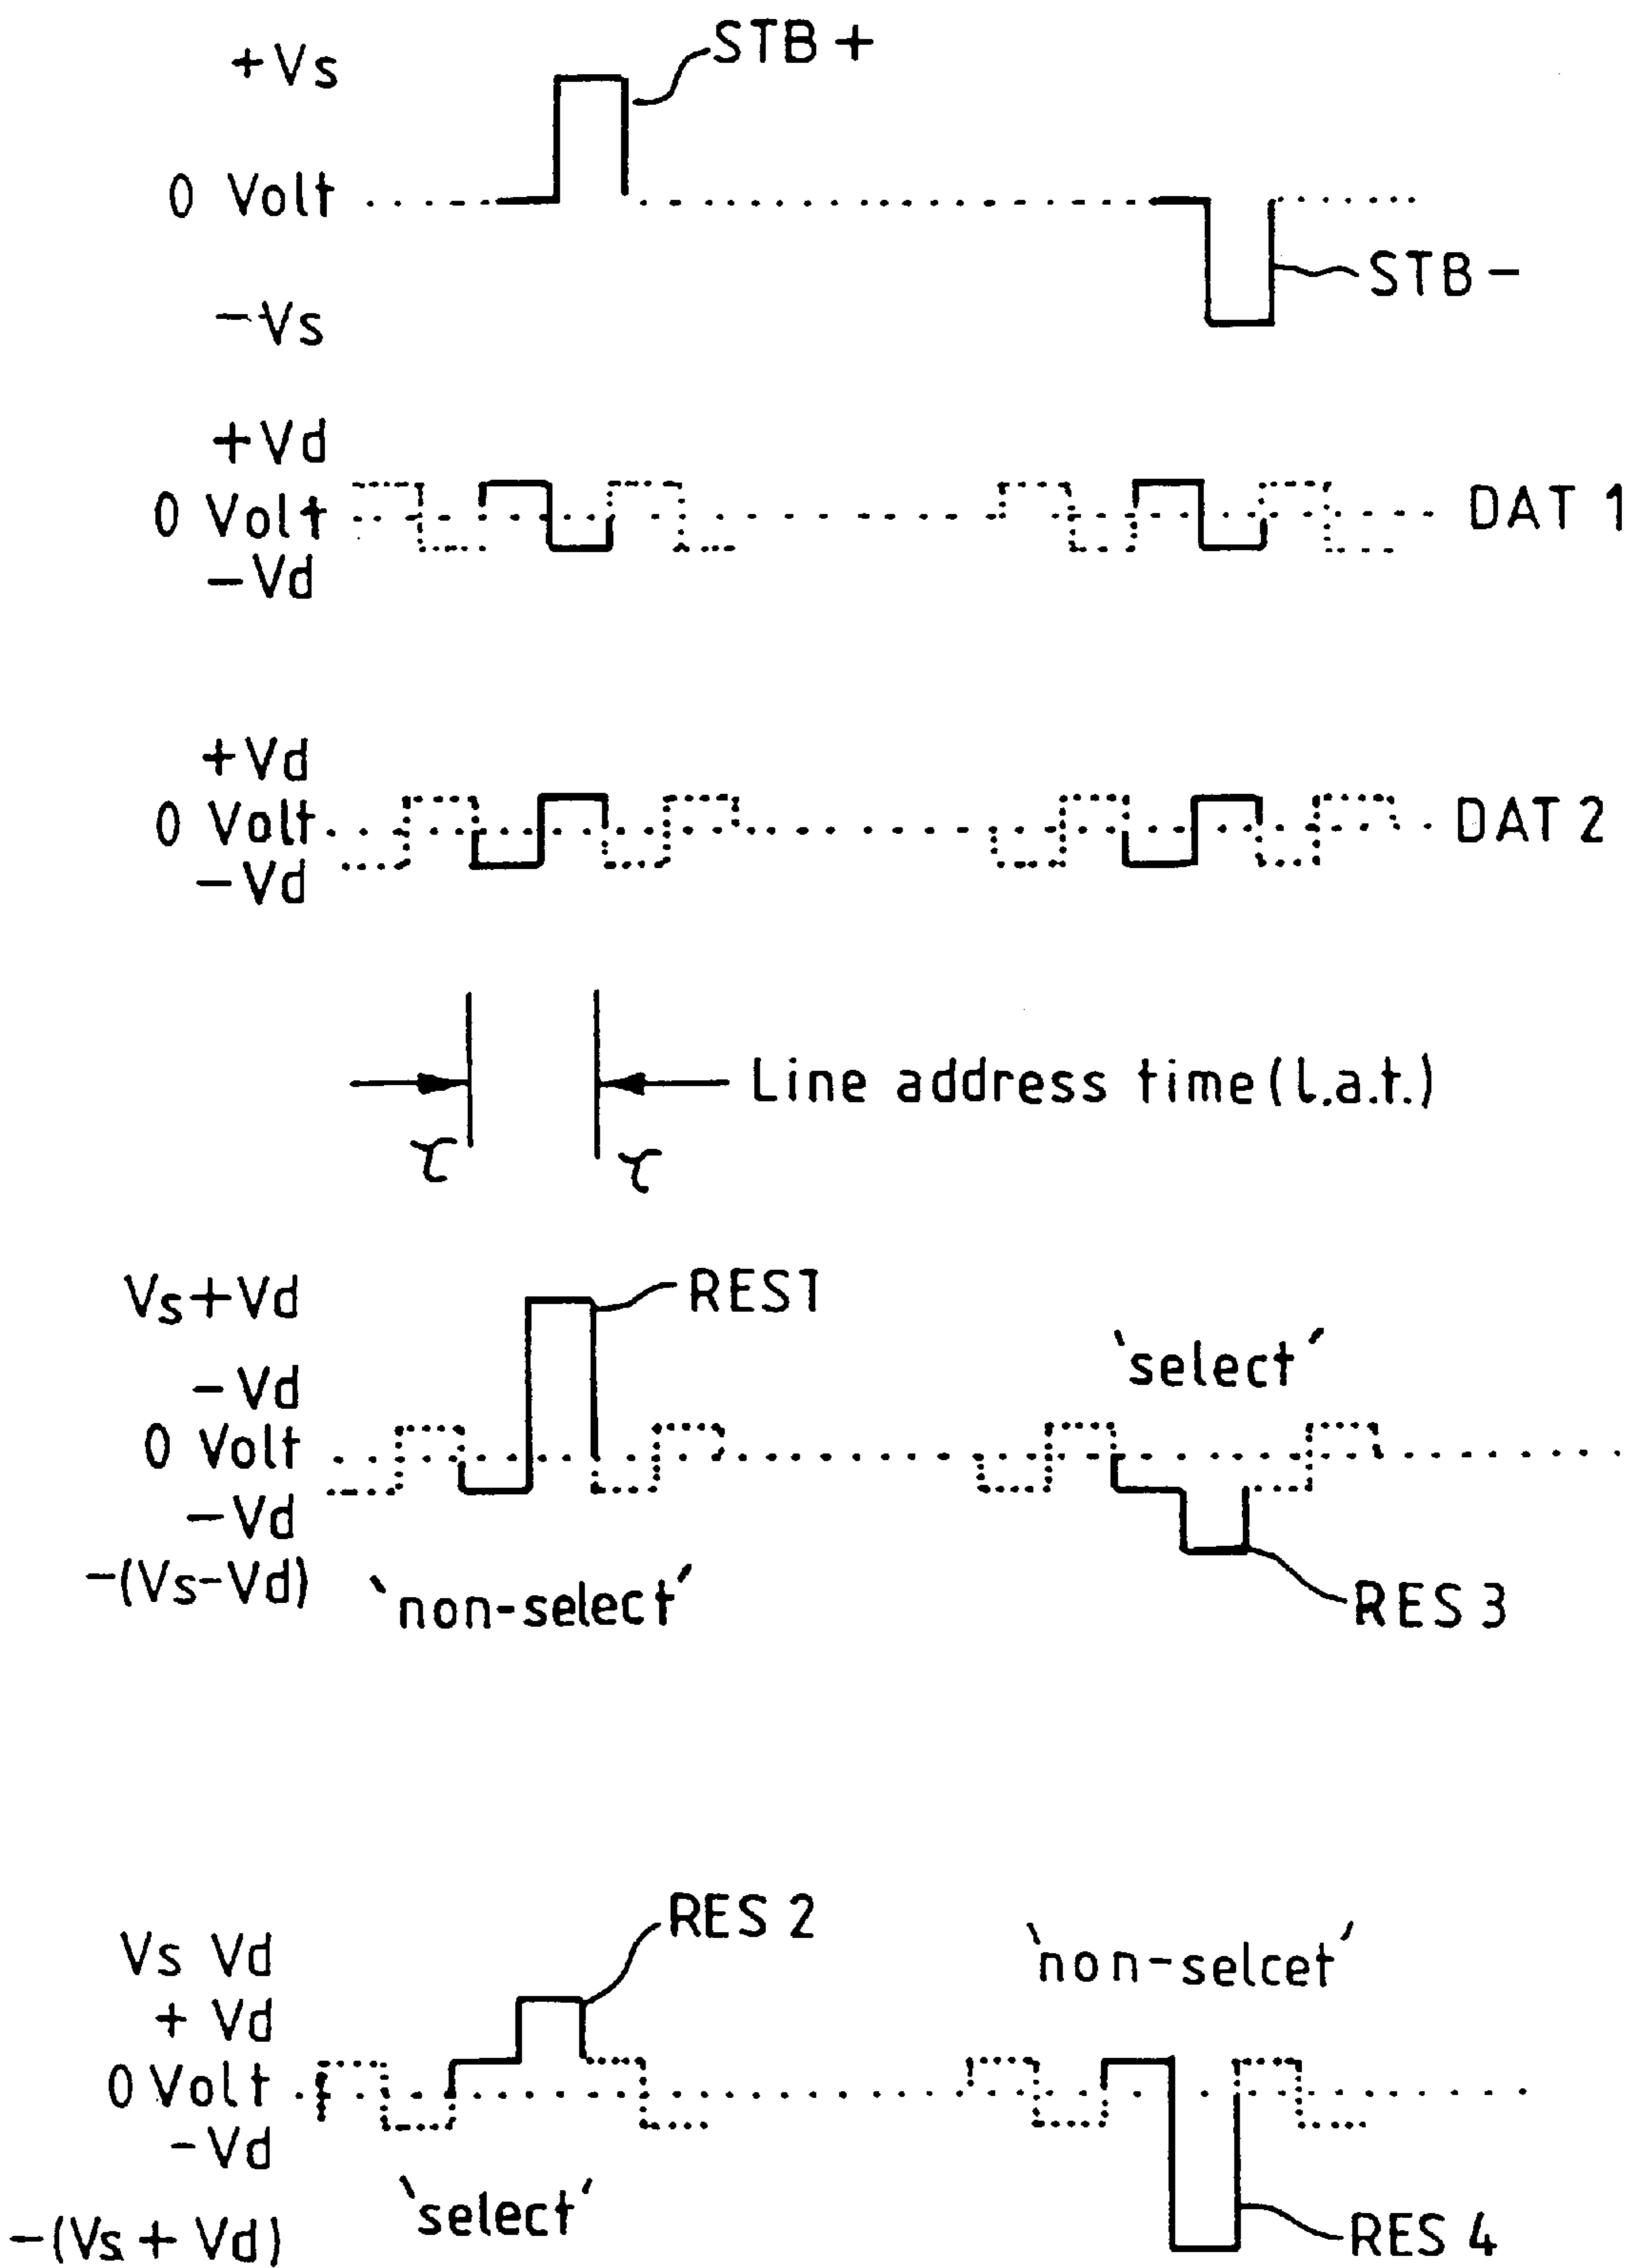 +Vs
STB+
0 Volt
STB-
-Vs
+Vd
0 Volt
DAT 1
-Vd
+Vd
0 Volt
DAT 2
-Vd
Line address time (l.a.t.)
τ τ
Vs+Vd
RES1
'select'
-Vd
0 Volt
-Vd
-(Vs-Vd)
'non-select'
RES 3
RES 2
'non-selcet'
Vs Vd
+ Vd
0 Volt
-Vd
'select'
-(Vs + Vd)
RES 4